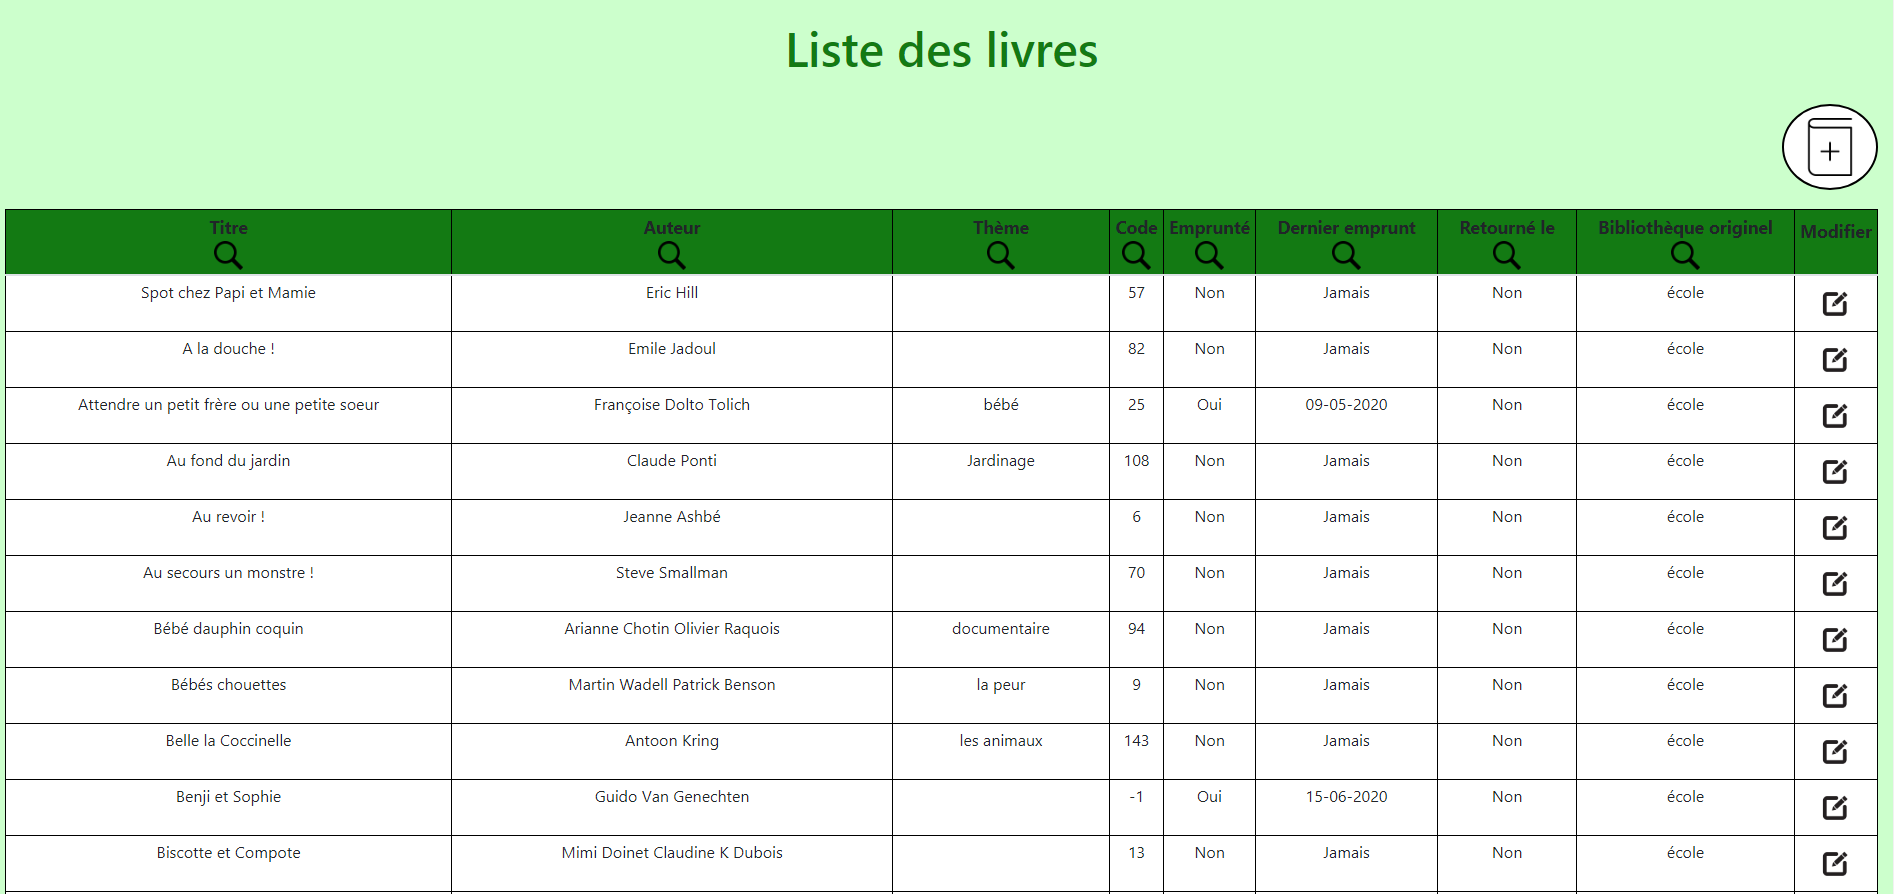 Liste des livres
Titre Auteur Thème Code Emprunté Dernier emprunt Retourné le Bibliothèque originel Modifier
Spot chez Papi et Mamie Eric Hill 57 Non Jamais Non école
A la douche ! Emile Jadoul 82 Non Jamais Non école
Attendre un petit frère ou une petite soeur Françoise Dolto Tolich bébé 25 Oui 09-05-2020 Non école
Au fond du jardin Claude Ponti Jardinage 108 Non Jamais Non école
Au revoir ! Jeanne Ashbé 6 Non Jamais Non école
Au secours un monstre ! Steve Smallman 70 Non Jamais Non école
Bébé dauphin coquin Arianne Chotin Olivier Raquois documentaire 94 Non Jamais Non école
Bébés chouettes Martin Wadell Patrick Benson la peur 9 Non Jamais Non école
Belle la Coccinelle Antoon Kring les animaux 143 Non Jamais Non école
Benji et Sophie Guido Van Genechten -1 Oui 15-06-2020 Non école
Biscotte et Compote Mimi Doinet Claudine K Dubois 13 Non Jamais Non école